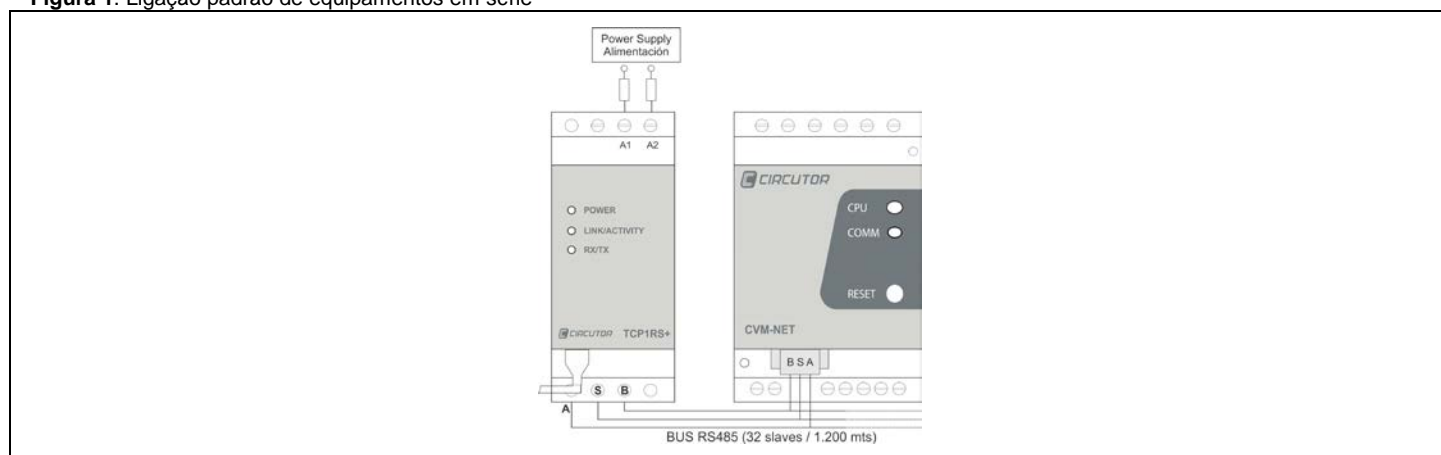 Figura 1. Ligação padrão de equipamentos em série
Power Supply
Alimentación
A1 A2
POWER
LINK/ACTIVITY
RX/TX
CIRCUTOR TCP1RS+
S B
A
CIRCUTOR
CPU
COMM
RESET
CVM-NET
B S A
BUS RS485 (32 slaves / 1.200 mts)